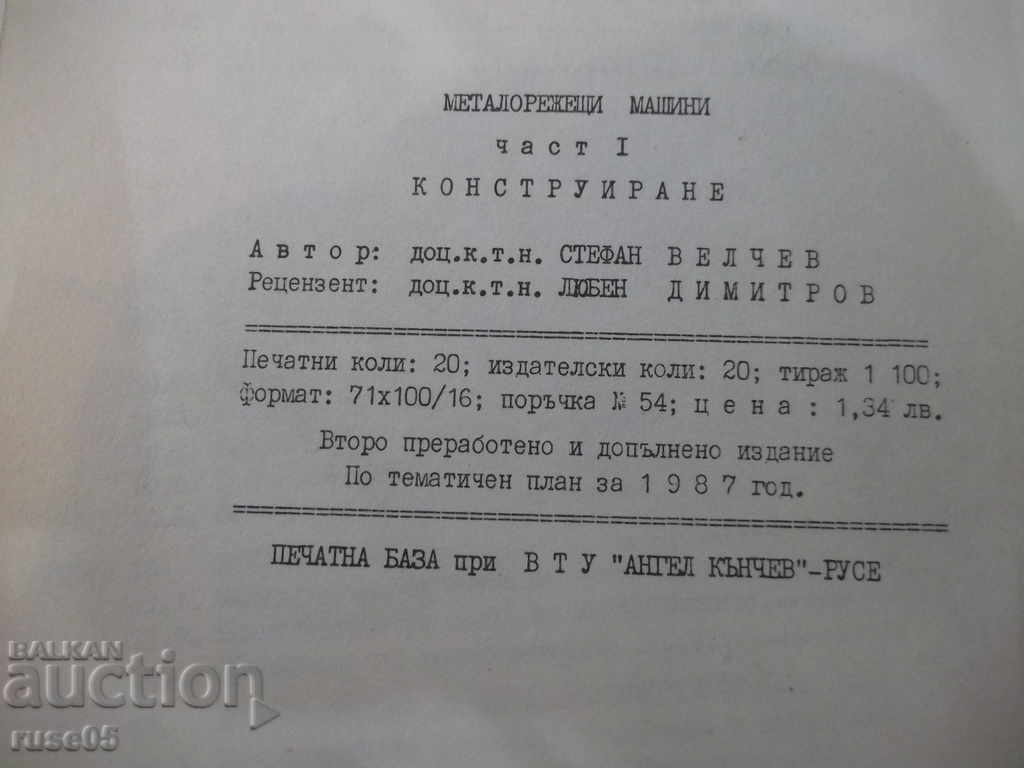 МЕТАЛОРЕЖЕЩИ МАШИНИ
част I
КОНСТРУИРАНЕ
Автор: доц.к.т.н. СТЕФАН ВЕЛЧЕВ
Рецензент: доц.к.т.н. ЛЮБЕН ДИМИТРОВ
Печатни коли: 20; издателски коли: 20; тираж 1 100;
формат: 71х100/16; поръчка № 54; цена: 1,34 лв.
Второ преработено и допълнено издание
По тематичен план за 1987 год.
ПЕЧАТНА БАЗА при ВТУ "АНГЕЛ КЪНЧЕВ"-РУСЕ
BALKAN
auction
ruse05